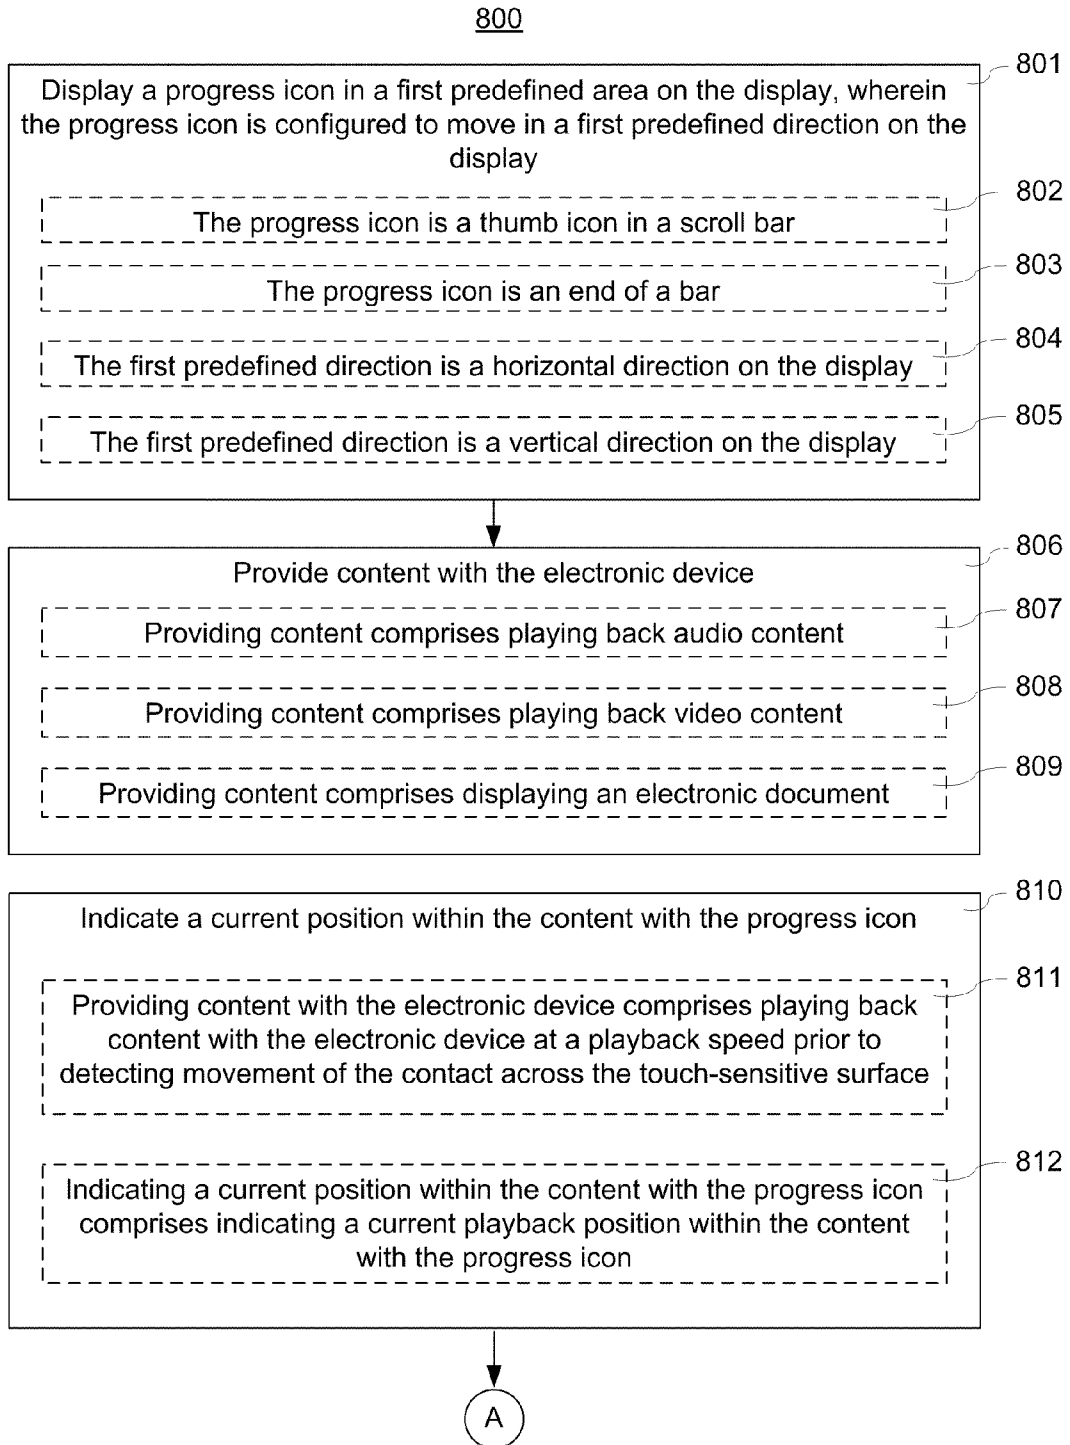 800
801
Display a progress icon in a first predefined area on the display, wherein
the progress icon is configured to move in a first predefined direction on the
display
802
The progress icon is a thumb icon in a scroll bar
803
The progress icon is an end of a bar
804
The first predefined direction is a horizontal direction on the display
805
The first predefined direction is a vertical direction on the display
806
Provide content with the electronic device
807
Providing content comprises playing back audio content
808
Providing content comprises playing back video content
809
Providing content comprises displaying an electronic document
810
Indicate a current position within the content with the progress icon
811
Providing content with the electronic device comprises playing back
content with the electronic device at a playback speed prior to
detecting movement of the contact across the touch-sensitive surface
812
Indicating a current position within the content with the progress icon
comprises indicating a current playback position within the content
with the progress icon
A